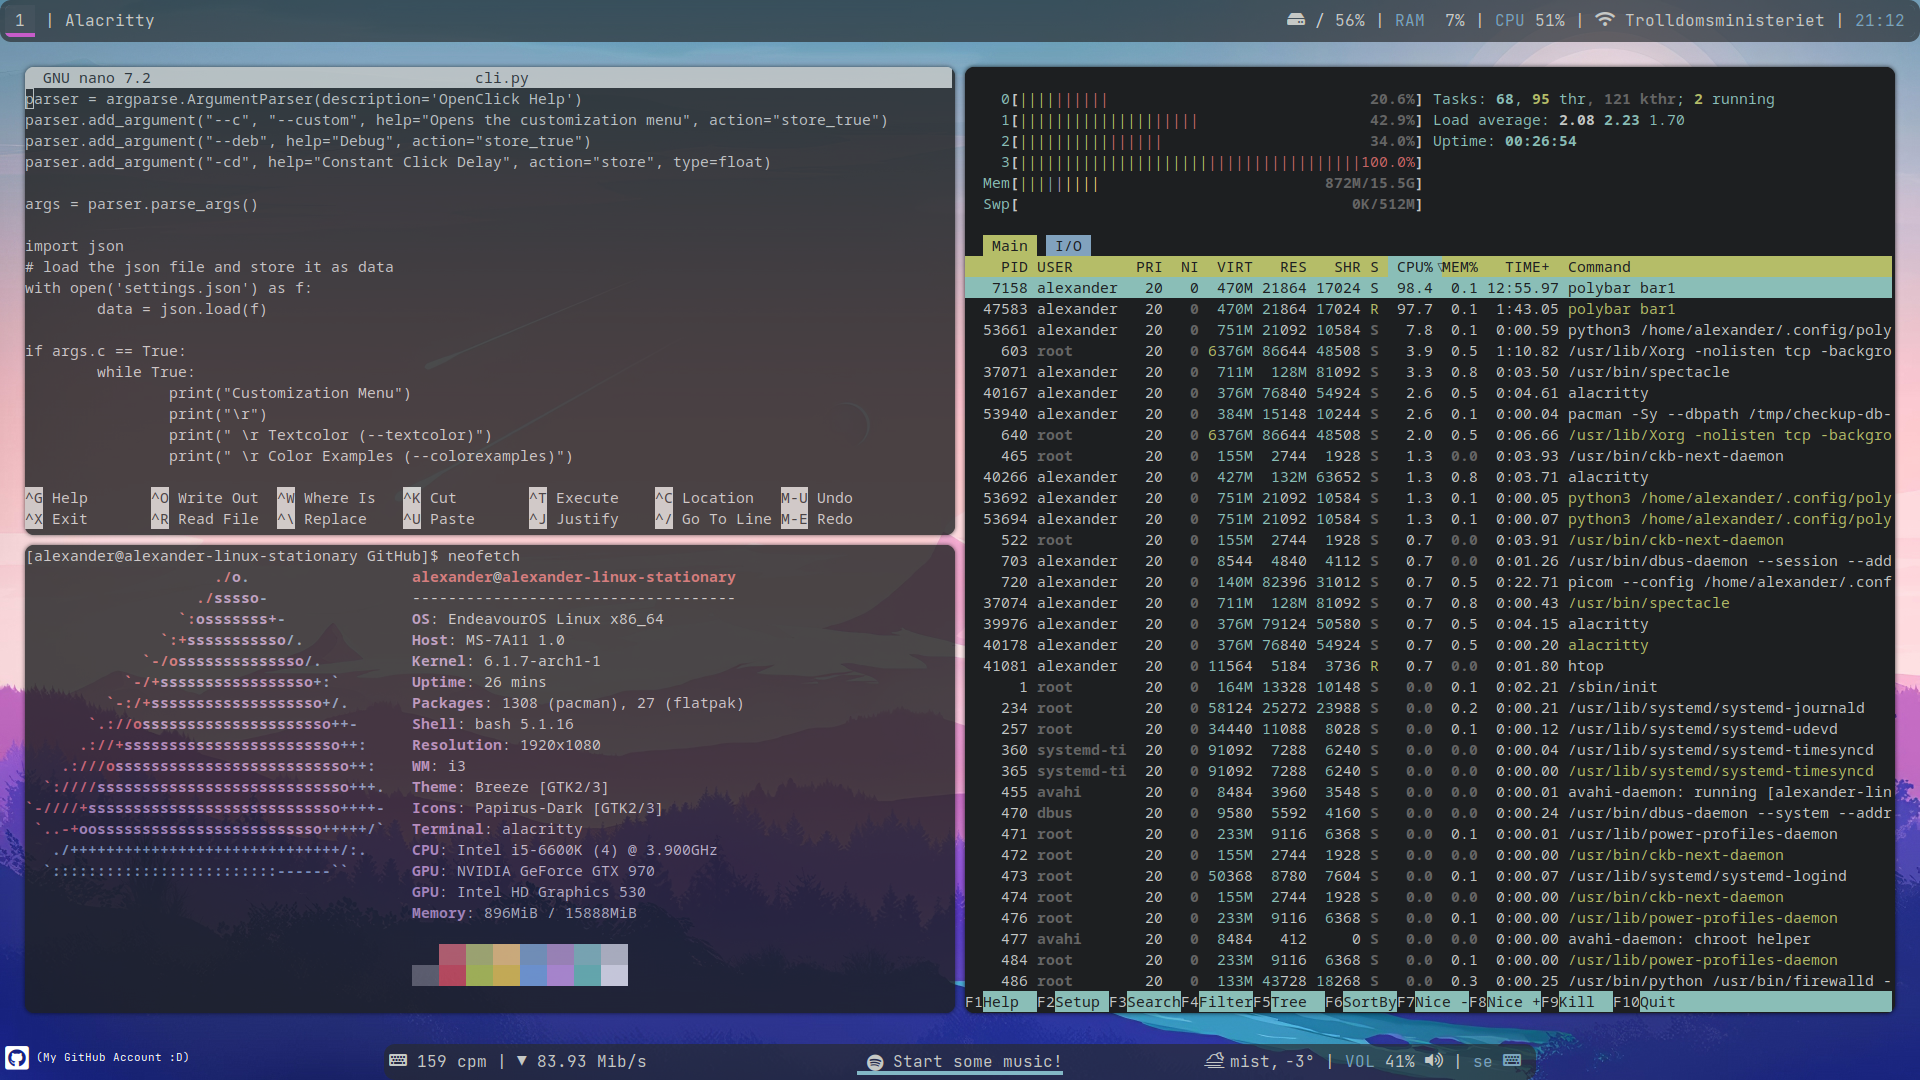 1 | Alacritty
/ 56% | RAM 7% | CPU 51% | Trolldomsministeriet | 21:12
GNU nano 7.2 cli.py
parser = argparse.ArgumentParser(description='OpenClick Help')
parser.add_argument("--c", "--custom", help="Opens the customization menu", action="store_true")
parser.add_argument("--deb", help="Debug", action="store_true")
parser.add_argument("-cd", help="Constant Click Delay", action="store", type=float)
args = parser.parse_args()
import json
# load the json file and store it as data
with open('settings.json') as f:
data = json.load(f)
if args.c == True:
while True:
print("Customization Menu")
print("\r")
print(" \r Textcolor (--textcolor)")
print(" \r Color Examples (--colorexamples)")
^G Help ^O Write Out ^W Where Is ^K Cut ^T Execute ^C Location M-U Undo
^X Exit ^R Read File ^\ Replace ^U Paste ^J Justify ^/ Go To Line M-E Redo
[alexander@alexander-linux-stationary GitHub]$ neofetch
./o.
./sssso-
`:osssssss+-
`:+sssssssssso/.
`-/ossssssssssssso/.
`-/+sssssssssssssssso+:`
`-:/+sssssssssssssssssso+/.
`.://osssssssssssssssssssso++-
.://+ssssssssssssssssssssssso++:
.:///ossssssssssssssssssssssssso++:
`:////ssssssssssssssssssssssssssso+++.
`-////+ssssssssssssssssssssssssssso++++-
`..-+oosssssssssssssssssssssssso+++++/`
./++++++++++++++++++++++++++++++/:.
`:::::::::::::::::::::::::------``
alexander@alexander-linux-stationary
------------------------------------
OS: EndeavourOS Linux x86_64
Host: MS-7A11 1.0
Kernel: 6.1.7-arch1-1
Uptime: 26 mins
Packages: 1308 (pacman), 27 (flatpak)
Shell: bash 5.1.16
Resolution: 1920x1080
WM: i3
Theme: Breeze [GTK2/3]
Icons: Papirus-Dark [GTK2/3]
Terminal: alacritty
CPU: Intel i5-6600K (4) @ 3.900GHz
GPU: NVIDIA GeForce GTX 970
GPU: Intel HD Graphics 530
Memory: 896MiB / 15888MiB
0[|||||||||| 20.6%] Tasks: 68, 95 thr, 121 kthr; 2 running
1[|||||||||||||||||||| 42.9%] Load average: 2.08 2.23 1.70
2[|||||||||||||||| 34.0%] Uptime: 00:26:54
3[||||||||||||||||||||||||||||||||||||||100.0%]
Mem[||||||||| 872M/15.5G]
Swp[ 0K/512M]
Main I/O
PID USER PRI NI VIRT RES SHR S CPU%▽MEM% TIME+ Command
7158 alexander 20 0 470M 21864 17024 S 98.4 0.1 12:55.97 polybar bar1
47583 alexander 20 0 470M 21864 17024 R 97.7 0.1 1:43.05 polybar bar1
53661 alexander 20 0 751M 21092 10584 S 7.8 0.1 0:00.59 python3 /home/alexander/.config/poly
603 root 20 0 6376M 86644 48508 S 3.9 0.5 1:10.82 /usr/lib/Xorg -nolisten tcp -backgro
37071 alexander 20 0 711M 128M 81092 S 3.3 0.8 0:03.50 /usr/bin/spectacle
40167 alexander 20 0 376M 76840 54924 S 2.6 0.5 0:04.61 alacritty
53940 alexander 20 0 384M 15148 10244 S 2.6 0.1 0:00.04 pacman -Sy --dbpath /tmp/checkup-db-
640 root 20 0 6376M 86644 48508 S 2.0 0.5 0:06.66 /usr/lib/Xorg -nolisten tcp -backgro
465 root 20 0 155M 2744 1928 S 1.3 0.0 0:03.93 /usr/bin/ckb-next-daemon
40266 alexander 20 0 427M 132M 63652 S 1.3 0.8 0:03.71 alacritty
53692 alexander 20 0 751M 21092 10584 S 1.3 0.1 0:00.05 python3 /home/alexander/.config/poly
53694 alexander 20 0 751M 21092 10584 S 1.3 0.1 0:00.07 python3 /home/alexander/.config/poly
522 root 20 0 155M 2744 1928 S 0.7 0.0 0:03.91 /usr/bin/ckb-next-daemon
703 alexander 20 0 8544 4840 4112 S 0.7 0.0 0:01.26 /usr/bin/dbus-daemon --session --add
720 alexander 20 0 140M 82396 31012 S 0.7 0.5 0:22.71 picom --config /home/alexander/.conf
37074 alexander 20 0 711M 128M 81092 S 0.7 0.8 0:00.43 /usr/bin/spectacle
39976 alexander 20 0 376M 79124 50580 S 0.7 0.5 0:04.15 alacritty
40178 alexander 20 0 376M 76840 54924 S 0.7 0.5 0:00.20 alacritty
41081 alexander 20 0 11564 5184 3736 R 0.7 0.0 0:01.80 htop
1 root 20 0 164M 13328 10148 S 0.0 0.1 0:02.21 /sbin/init
234 root 20 0 58124 25272 23988 S 0.0 0.2 0:00.21 /usr/lib/systemd/systemd-journald
257 root 20 0 34440 11088 8028 S 0.0 0.1 0:00.12 /usr/lib/systemd/systemd-udevd
360 systemd-ti 20 0 91092 7288 6240 S 0.0 0.0 0:00.04 /usr/lib/systemd/systemd-timesyncd
365 systemd-ti 20 0 91092 7288 6240 S 0.0 0.0 0:00.00 /usr/lib/systemd/systemd-timesyncd
455 avahi 20 0 8484 3960 3548 S 0.0 0.0 0:00.01 avahi-daemon: running [alexander-lin
470 dbus 20 0 9580 5592 4160 S 0.0 0.0 0:00.24 /usr/bin/dbus-daemon --system --addr
471 root 20 0 233M 9116 6368 S 0.0 0.1 0:00.01 /usr/lib/power-profiles-daemon
472 root 20 0 155M 2744 1928 S 0.0 0.0 0:00.00 /usr/bin/ckb-next-daemon
473 root 20 0 50368 8780 7604 S 0.0 0.1 0:00.07 /usr/lib/systemd/systemd-logind
474 root 20 0 155M 2744 1928 S 0.0 0.0 0:00.00 /usr/bin/ckb-next-daemon
476 root 20 0 233M 9116 6368 S 0.0 0.1 0:00.00 /usr/lib/power-profiles-daemon
477 avahi 20 0 8484 412 0 S 0.0 0.0 0:00.00 avahi-daemon: chroot helper
484 root 20 0 233M 9116 6368 S 0.0 0.1 0:00.00 /usr/lib/power-profiles-daemon
486 root 20 0 133M 43728 18268 S 0.0 0.3 0:00.25 /usr/bin/python /usr/bin/firewalld -
F1Help F2Setup F3SearchF4FilterF5Tree F6SortByF7Nice -F8Nice +F9Kill F10Quit
(My GitHub Account :D)
159 cpm | ▼ 83.93 Mib/s
Start some music!
mist, -3° | VOL 41% | se